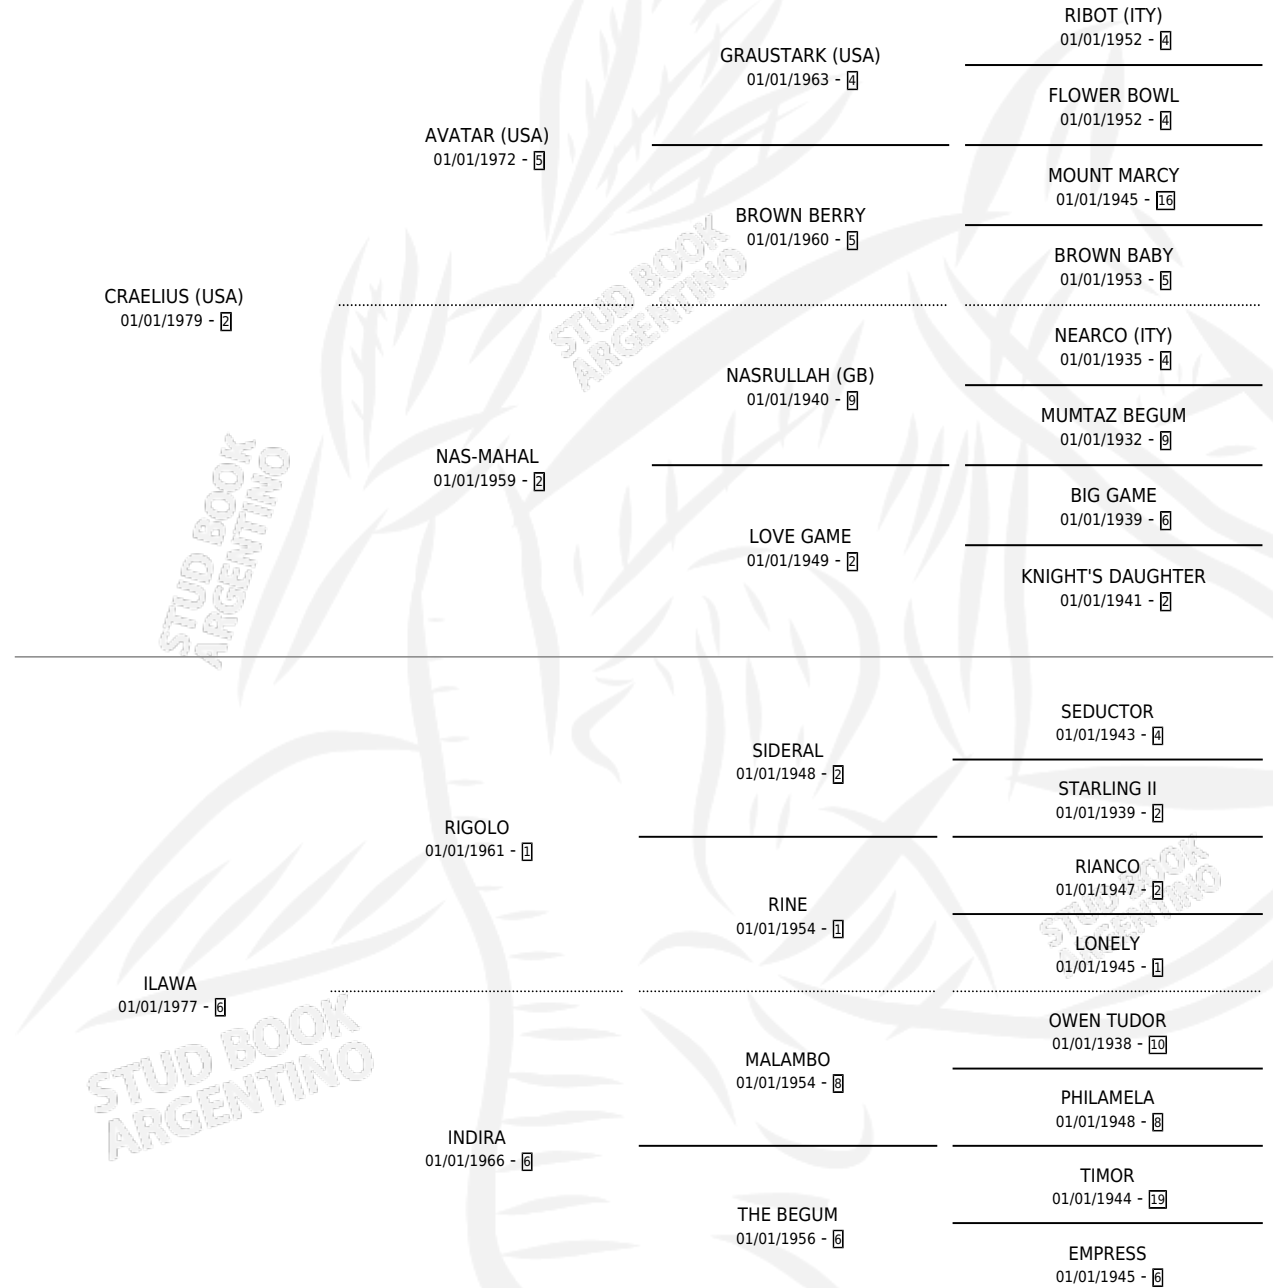 RIBOT (ITY)
01/01/1952 - 4
GRAUSTARK (USA)
01/01/1963 - 4
FLOWER BOWL
01/01/1952 - 4
AVATAR (USA)
01/01/1972 - 5
MOUNT MARCY
01/01/1945 - 16
BROWN BERRY
01/01/1960 - 5
BROWN BABY
01/01/1953 - 5
CRAELIUS (USA)
01/01/1979 - 2
STUD BOOK
ARGENTINO
NEARCO (ITY)
01/01/1935 - 4
NASRULLAH (GB)
01/01/1940 - 9
MUMTAZ BEGUM
01/01/1932 - 9
NAS-MAHAL
01/01/1959 - 2
BIG GAME
01/01/1939 - 6
LOVE GAME
01/01/1949 - 2
KNIGHT'S DAUGHTER
01/01/1941 - 2
STUD BOOK
ARGENTINO
SEDUCTOR
01/01/1943 - 4
SIDERAL
01/01/1948 - 2
STARLING II
01/01/1939 - 2
RIGOLO
01/01/1961 - 1
RIANCO
01/01/1947 - 2
RINE
01/01/1954 - 1
STUD BOOK
ARGENTINO
LONELY
01/01/1945 - 1
ILAWA
01/01/1977 - 6
OWEN TUDOR
01/01/1938 - 10
MALAMBO
01/01/1954 - 8
STUD BOOK
ARGENTINO
PHILAMELA
01/01/1948 - 8
INDIRA
01/01/1966 - 6
TIMOR
01/01/1944 - 19
THE BEGUM
01/01/1956 - 6
EMPRESS
01/01/1945 - 6